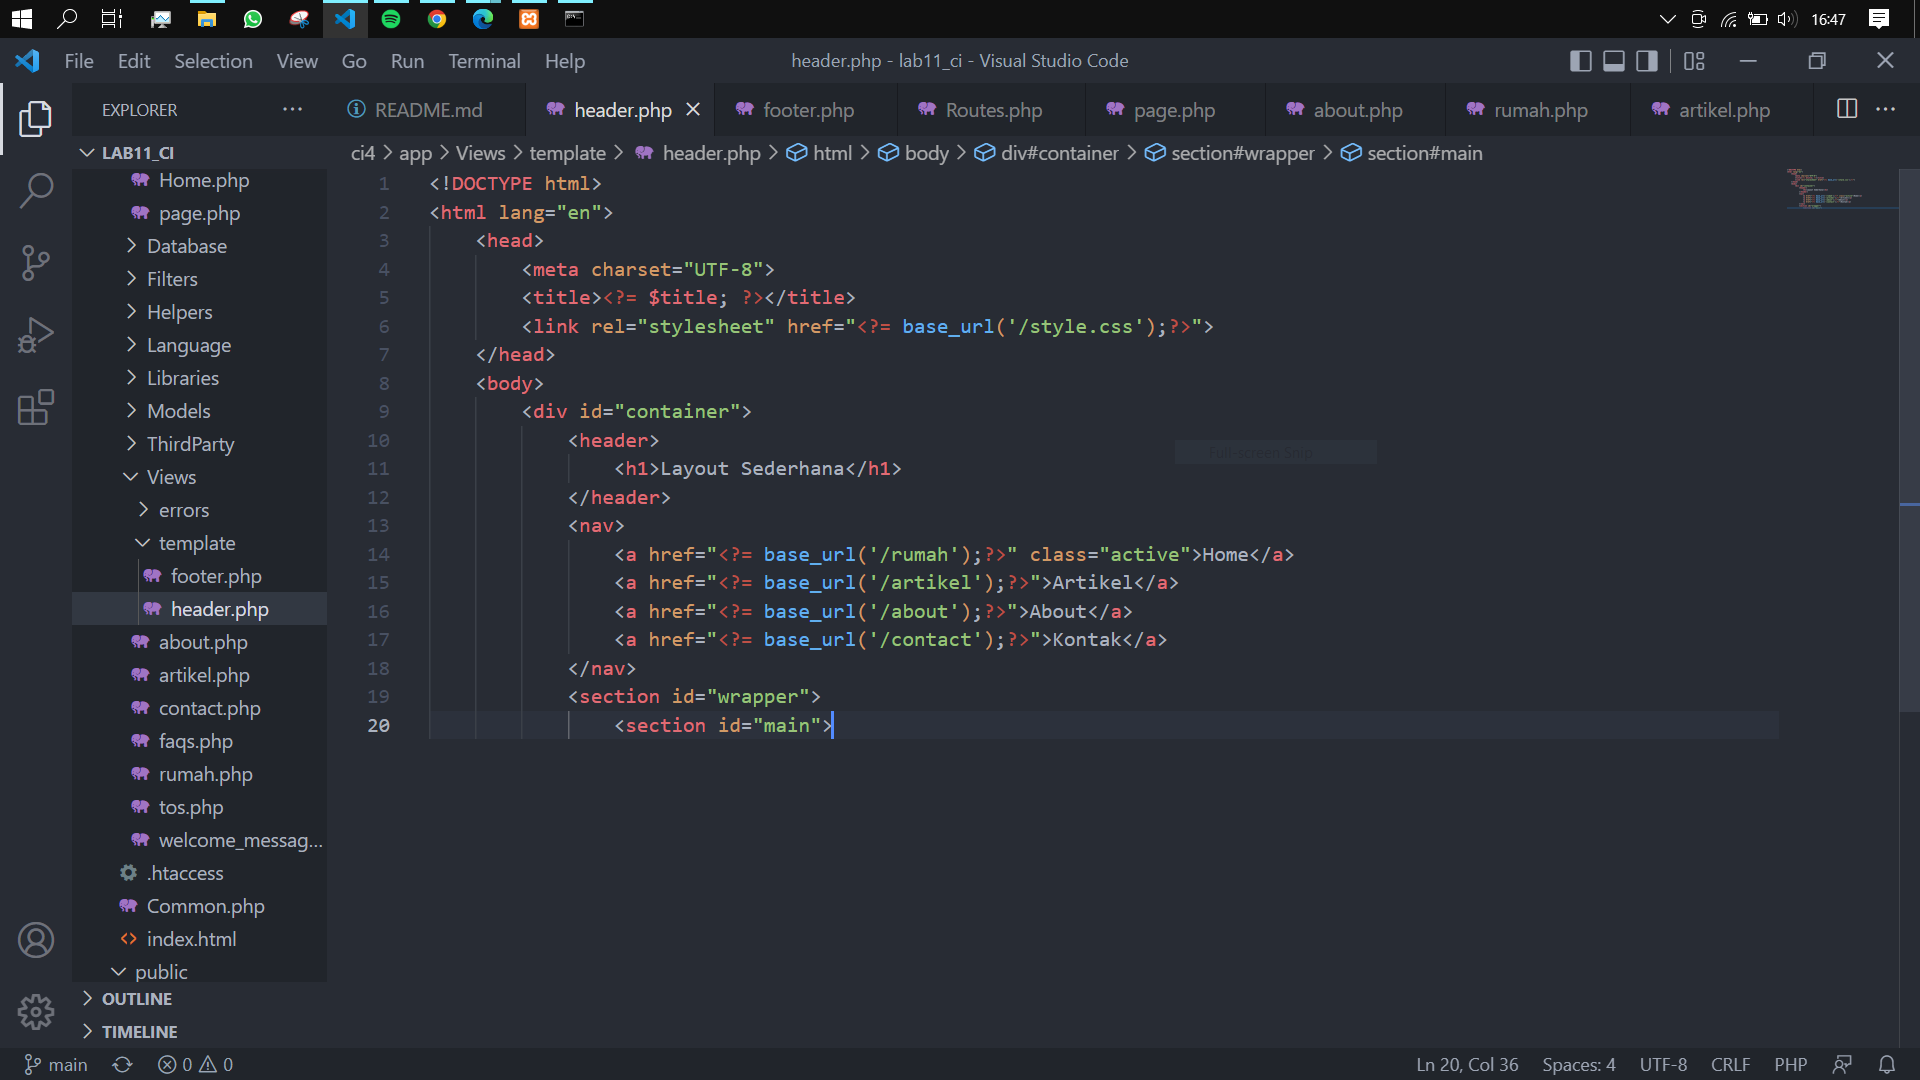 16:47
File Edit Selection View Go Run Terminal Help
header.php - lab11_ci - Visual Studio Code
EXPLORER
README.md
header.php
footer.php
Routes.php
page.php
about.php
rumah.php
artikel.php
LAB11_CI
Home.php
page.php
Database
Filters
Helpers
Language
Libraries
Models
ThirdParty
Views
errors
template
footer.php
header.php
about.php
artikel.php
contact.php
faqs.php
rumah.php
tos.php
welcome_messag...
.htaccess
Common.php
index.html
public
OUTLINE
TIMELINE
ci4 > app > Views > template > header.php > html > body > div#container > section#wrapper > section#main
1 <!DOCTYPE html>
2 <html lang="en">
3 <head>
4 <meta charset="UTF-8">
5 <title><?= $title; ?></title>
6 <link rel="stylesheet" href="<?= base_url('/style.css');?>">
7 </head>
8 <body>
9 <div id="container">
10 <header>
11 <h1>Layout Sederhana</h1>
12 </header>
13 <nav>
14 <a href="<?= base_url('/rumah');?>" class="active">Home</a>
15 <a href="<?= base_url('/artikel');?>">Artikel</a>
16 <a href="<?= base_url('/about');?>">About</a>
17 <a href="<?= base_url('/contact');?>">Kontak</a>
18 </nav>
19 <section id="wrapper">
20 <section id="main">
Full-screen Snip
main
0 0
Ln 20, Col 36
Spaces: 4
UTF-8
CRLF
PHP